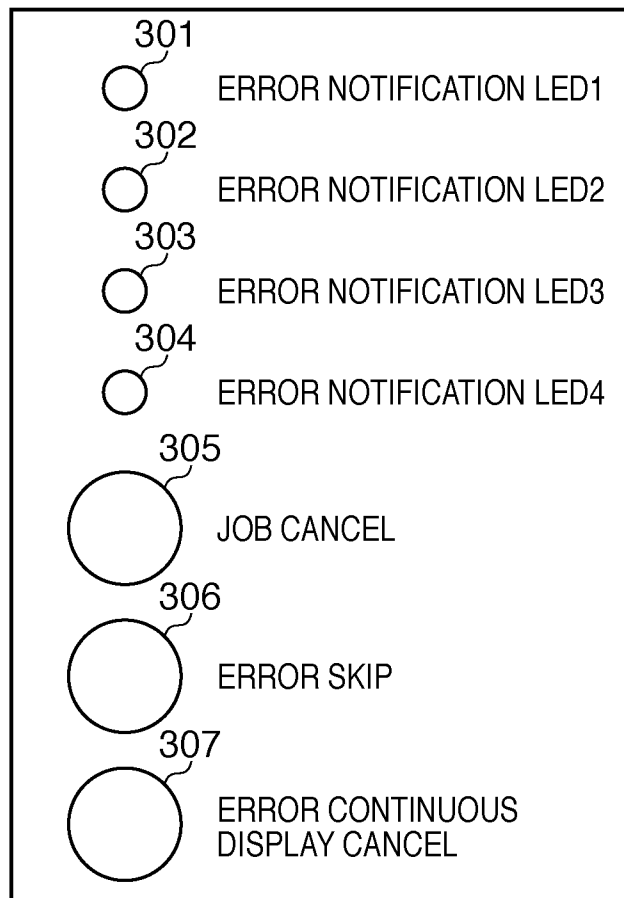 301
ERROR NOTIFICATION LED1
302
ERROR NOTIFICATION LED2
303
ERROR NOTIFICATION LED3
304
ERROR NOTIFICATION LED4
305
JOB CANCEL
306
ERROR SKIP
307
ERROR CONTINUOUS
DISPLAY CANCEL